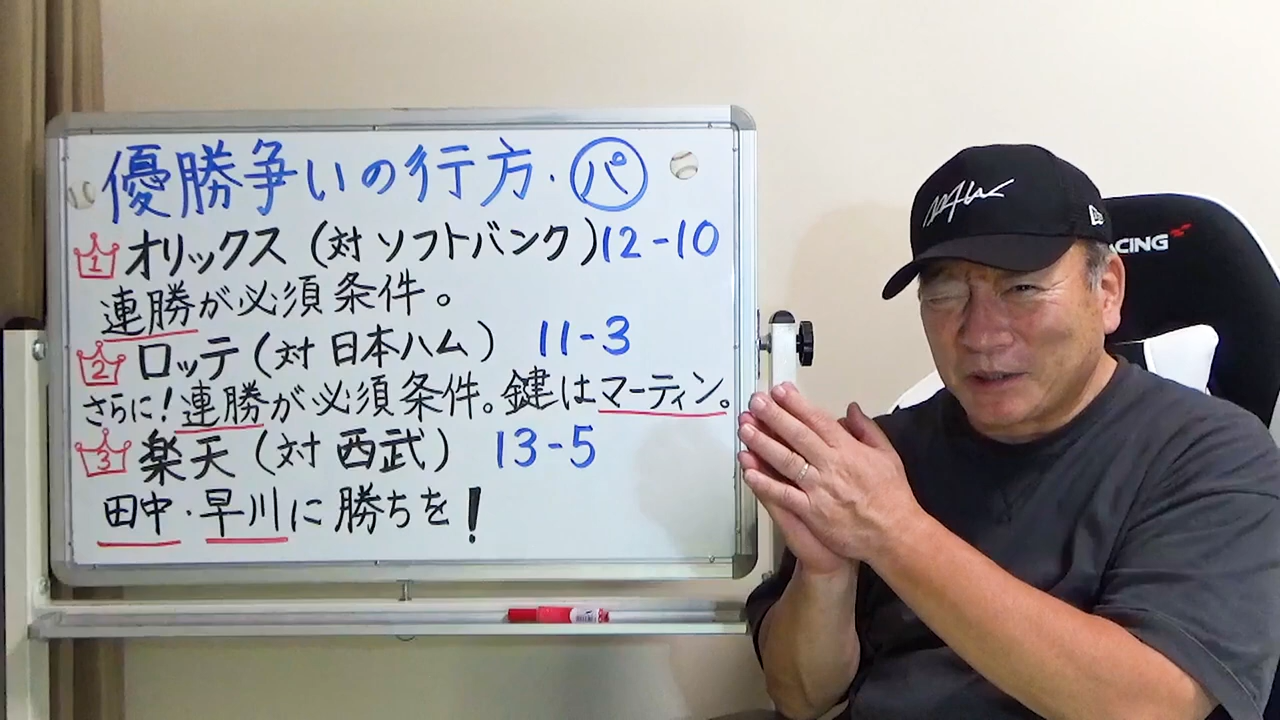 優勝争いの行方・パ
1 オリックス(対 ソフトバンク)12-10
連勝が必須条件。
2 ロッテ(対 日本ハム) 11-3
さらに!連勝が必須条件。鍵はマーティン。
3 楽天(対 西武) 13-5
田中・早川に勝ちを!
ACING